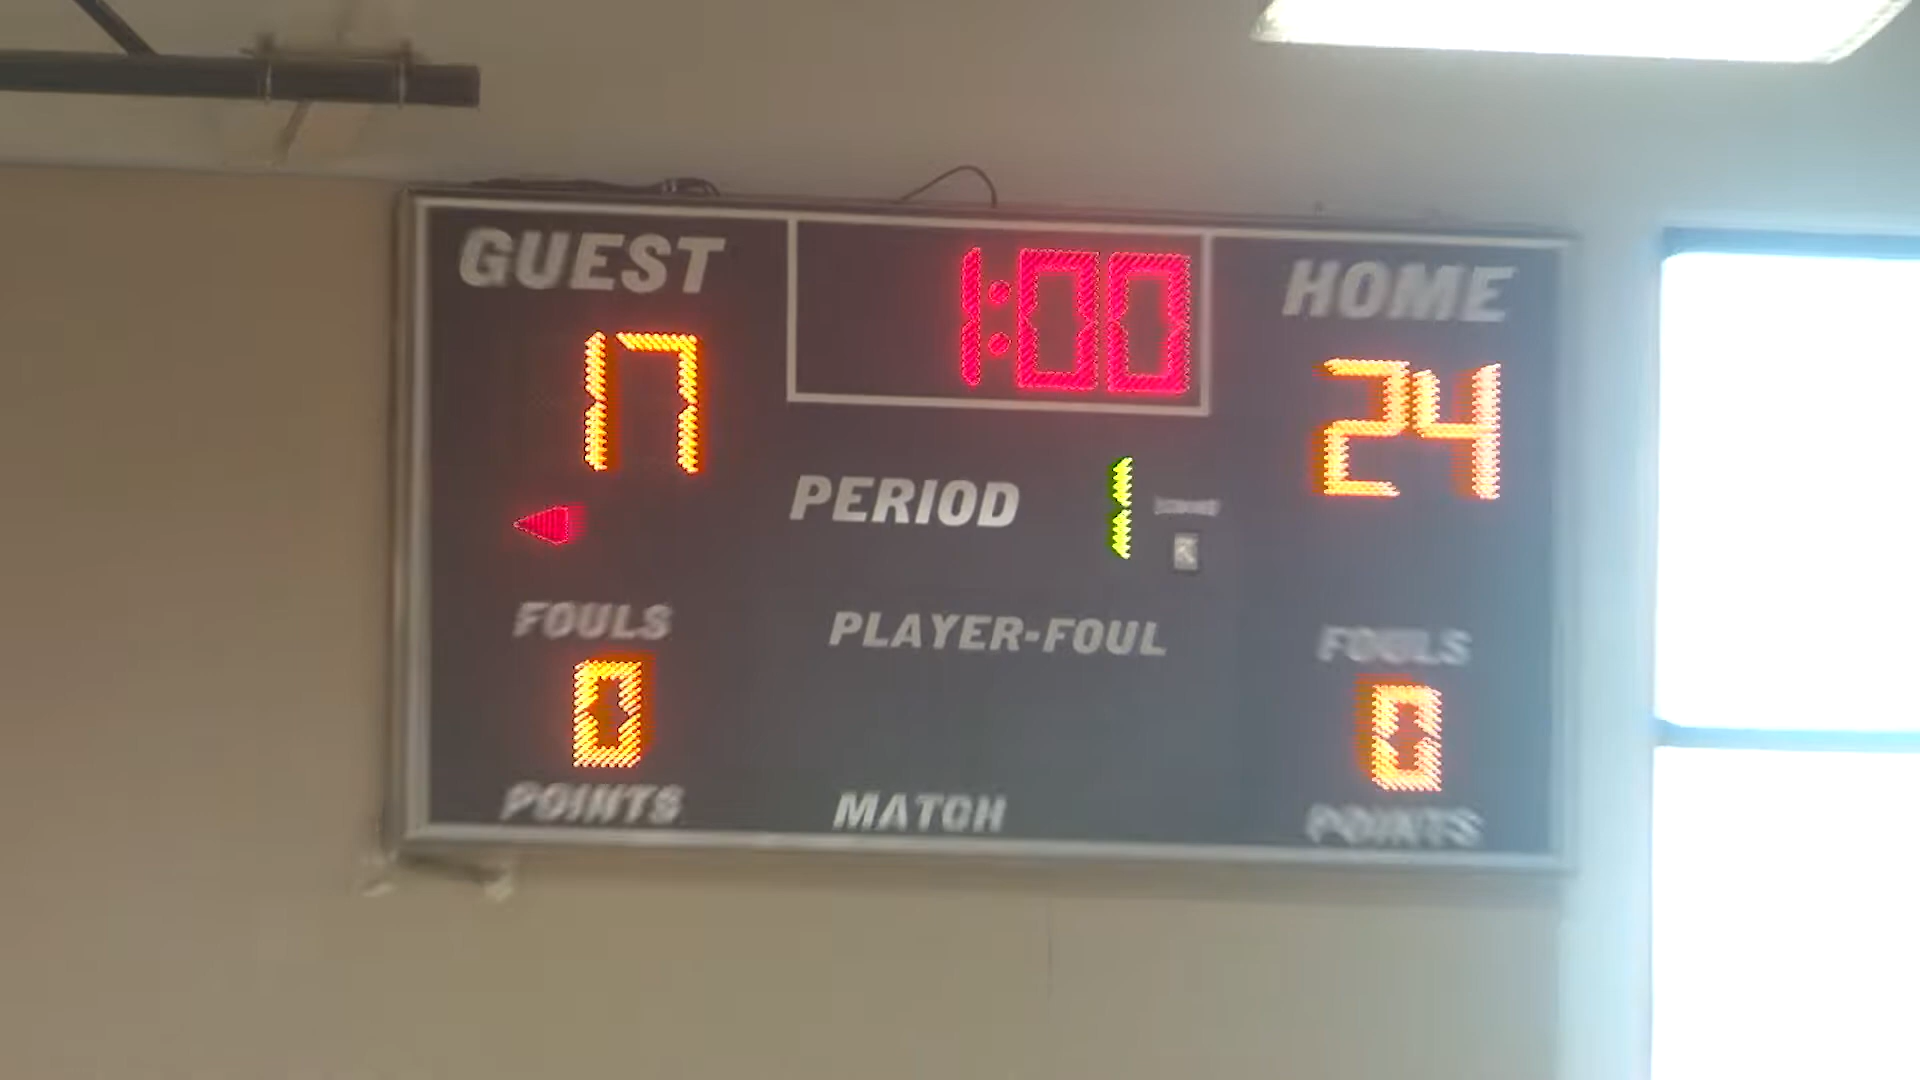 GUEST 1:00 HOME
17 24
PERIOD 1
FOULS PLAYER-FOUL FOULS
0 0
POINTS MATCH POINTS